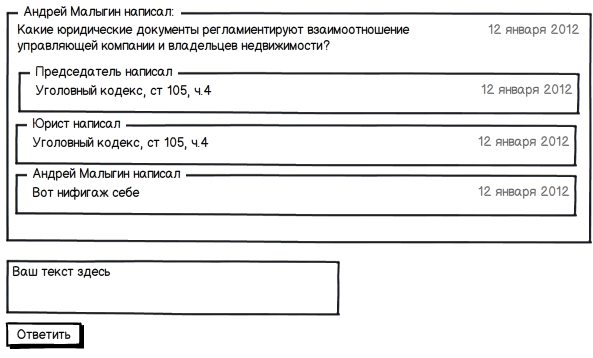 Андрей Малыгин написал:
Какие юридические документы регламиентируют взаимоотношение
12 января 2012
управляющей компании и владельцев недвижимости?
Председатель написал
Уголовный кодекс, ст 105, ч.4
12 января 2012
Юрист написал
Уголовный кодекс, ст 105, ч.4
12 января 2012
Андрей Малыгин написал
Вот нифигаж себе
12 января 2012
Ваш текст здесь
Ответить